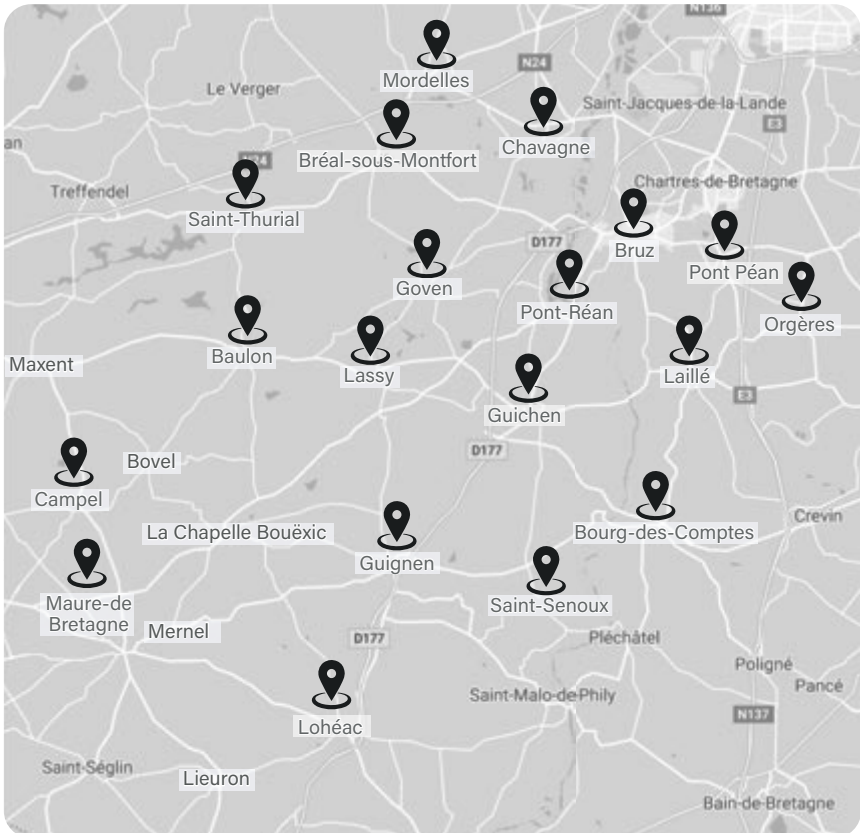 N136
Mordelles
N24
Le Verger
Saint-Jacques-de-la-Lande
E3
an
Chavagne
Bréal-sous-Montfort
Treffendel
Chartres-de-Bretagne
Saint-Thurial
D177
Bruz
Pont Péan
Goven
Pont-Réan
Orgères
Baulon
Maxent
Lassy
Laillé
E3
Guichen
D177
Bovel
Campel
Crevin
La Chapelle Bouëxic
Bourg-des-Comptes
Guignen
Maure-de
Bretagne
Saint-Senoux
Mernel
D177
Pléchâtel
Poligné
Pancé
Saint-Malo-de-Phily
N137
Lohéac
Saint-Séglin
Lieuron
Bain-de-Bretagne